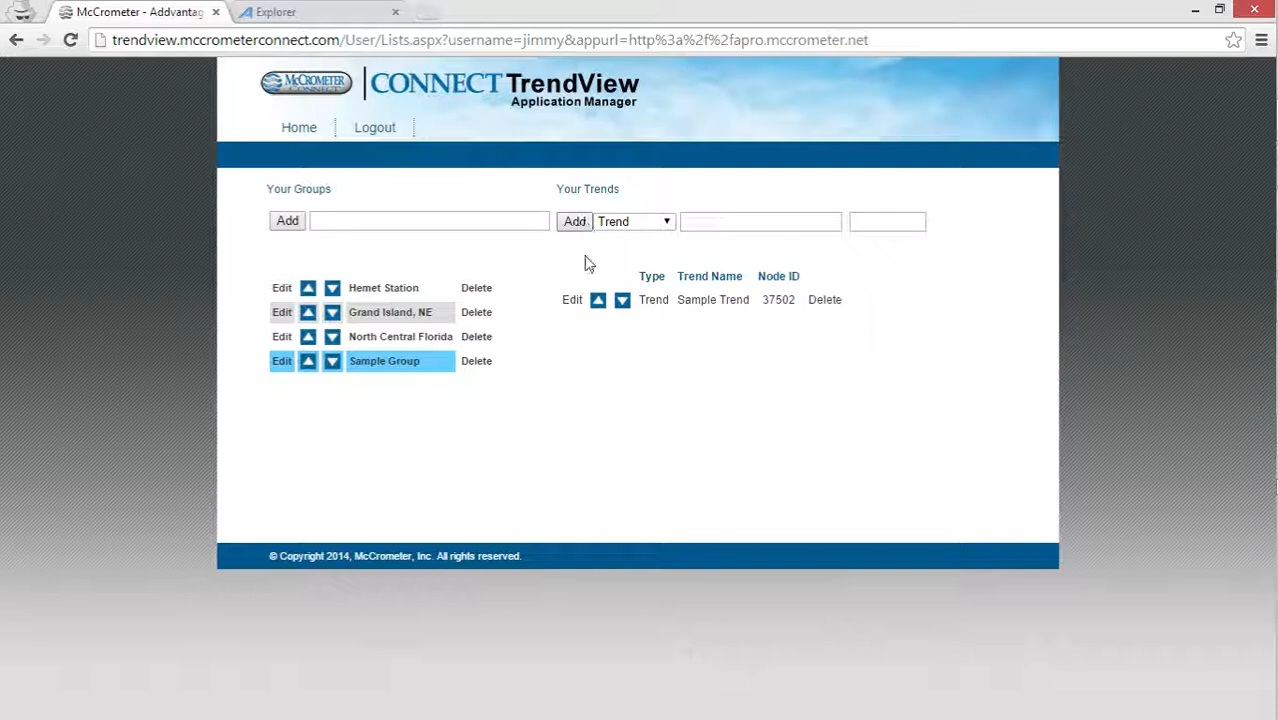 McCrometer - Addvantag
Explorer
trendview.mccrometerconnect.com/User/Lists.aspx?username=jimmy&appurl=http%3a%2f%2fapro.mccrometer.net
McCROMETER CONNECT CONNECT TrendView
Application Manager
Home Logout
Your Groups Your Trends
Add Add Trend
Type Trend Name Node ID
Edit Hemet Station Delete
Edit Trend Sample Trend 37502 Delete
Edit Grand Island, NE Delete
Edit North Central Florida Delete
Edit Sample Group Delete
© Copyright 2014, McCrometer, Inc. All rights reserved.